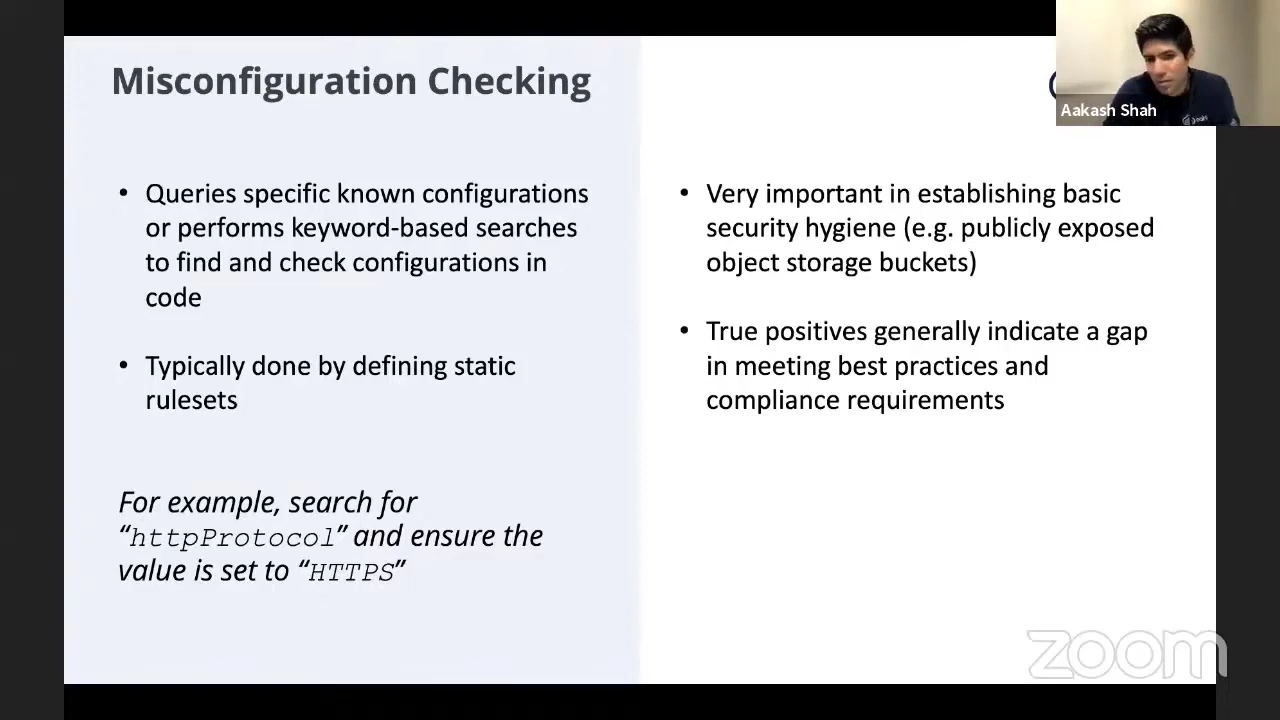 Misconfiguration Checking
• Queries specific known configurations
or performs keyword-based searches
to find and check configurations in
code
• Typically done by defining static
rulesets
For example, search for
“httpProtocol” and ensure the
value is set to “HTTPS”
• Very important in establishing basic
security hygiene (e.g. publicly exposed
object storage buckets)
• True positives generally indicate a gap
in meeting best practices and
compliance requirements
Aakash Shah
zoom